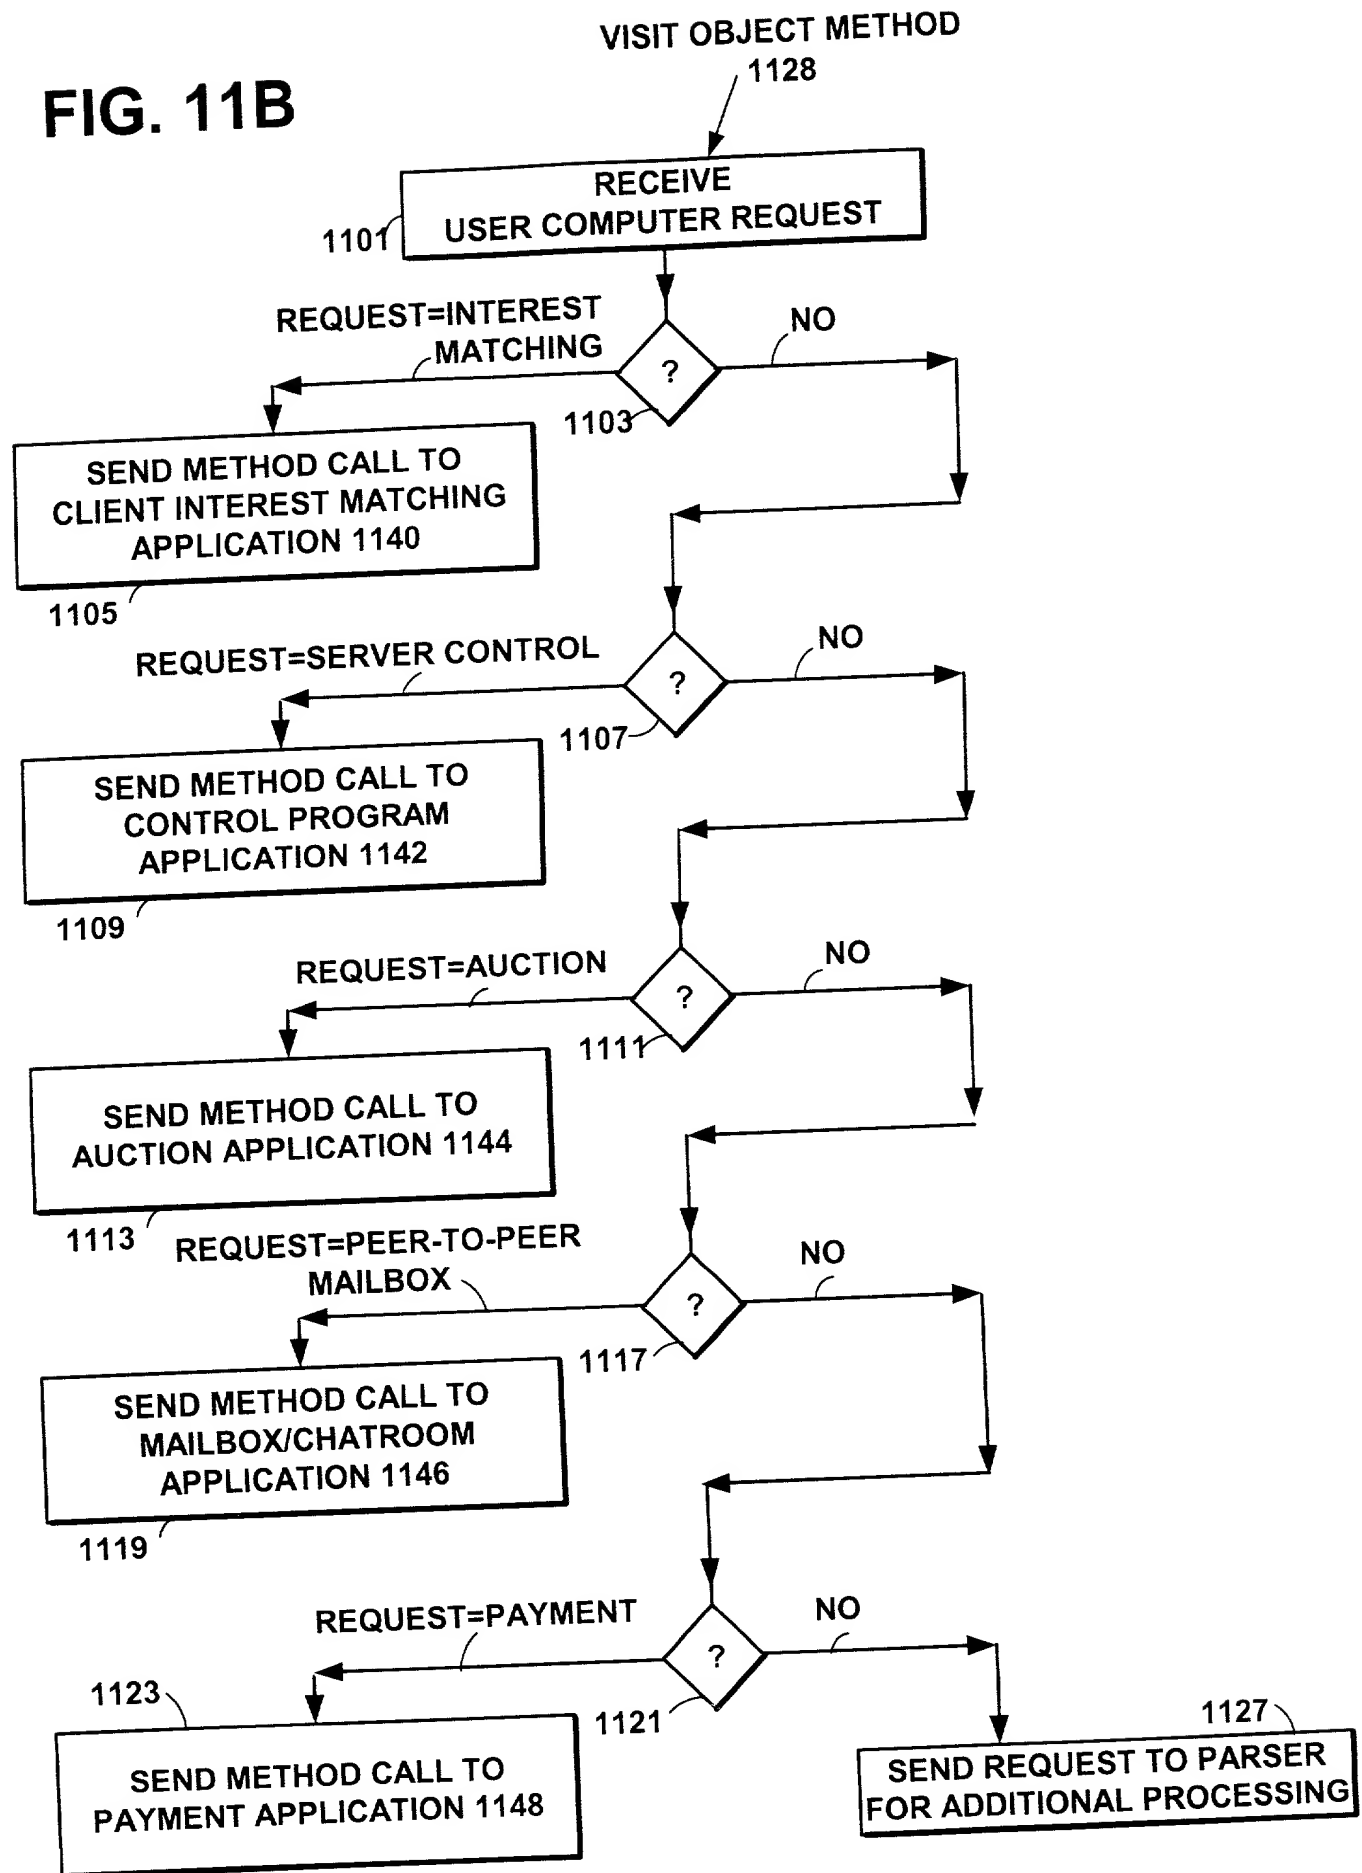 VISIT OBJECT METHOD
1128
FIG. 11B
RECEIVE
USER COMPUTER REQUEST
1101
REQUEST=INTEREST
MATCHING
NO
?
1103
SEND METHOD CALL TO
CLIENT INTEREST MATCHING
APPLICATION 1140
1105
REQUEST=SERVER CONTROL
NO
?
1107
SEND METHOD CALL TO
CONTROL PROGRAM
APPLICATION 1142
1109
REQUEST=AUCTION
NO
?
1111
SEND METHOD CALL TO
AUCTION APPLICATION 1144
1113
REQUEST=PEER-TO-PEER
MAILBOX
NO
?
1117
SEND METHOD CALL TO
MAILBOX/CHATROOM
APPLICATION 1146
1119
REQUEST=PAYMENT
NO
?
1121
1123
SEND METHOD CALL TO
PAYMENT APPLICATION 1148
1127
SEND REQUEST TO PARSER
FOR ADDITIONAL PROCESSING